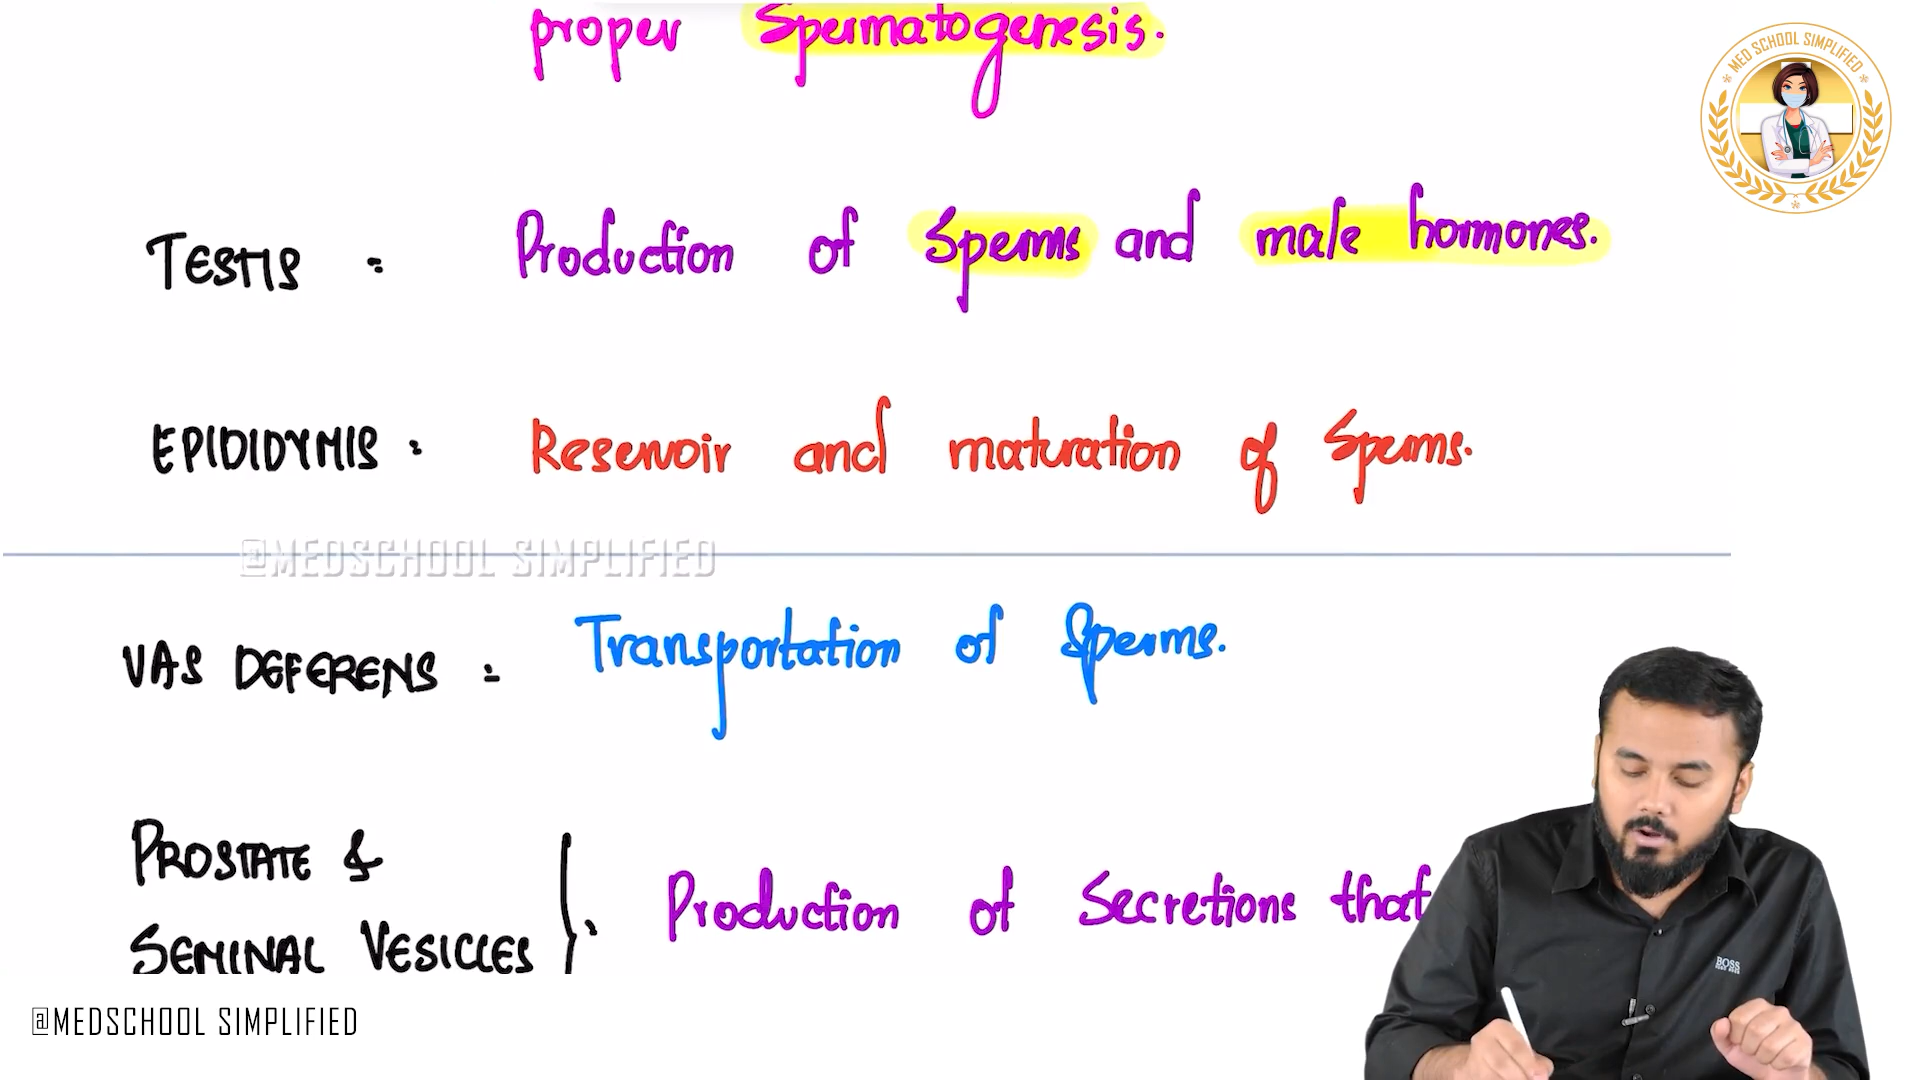 proper Spermatogenesis.
MED SCHOOL SIMPLIFIED
TESTIS = Production of Sperms and male hormones.
EPIDIDYMIS : Reservoir and maturation of Sperms.
@MEDSCHOOL SIMPLIFIED
VAS DEFERENS = Transportation of Sperms.
PROSTATE &
SEMINAL VESICLES } : Production of Secretions that
BOSS
@MEDSCHOOL SIMPLIFIED